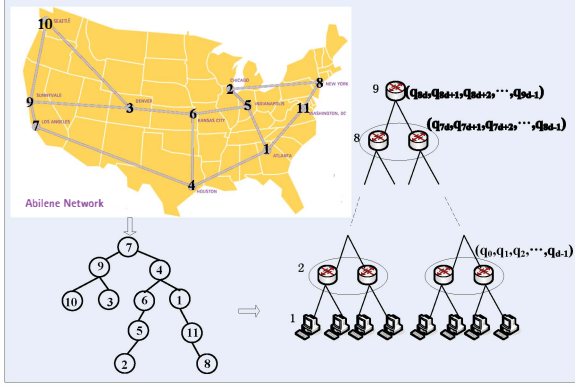 10 SEATTLE
CHICAGO
2
8 NEW YORK
9 SUNNYVALE
3 DENVER
5 INDIANAPOLIS
11
6
KANSAS CITY
WASHINGTON, DC
7 LOS ANGELES
1
ATLANTA
4
HOUSTON
Abilene Network
9
(q8d,q8d+1,q8d+2,⋯,q9d-1)
8
(q7d,q7d+1,q7d+2,⋯,q8d-1)
(q0,q1,q2,⋯,qd-1)
2
1
7
9 4
10 3 6 1
5 11
2 8